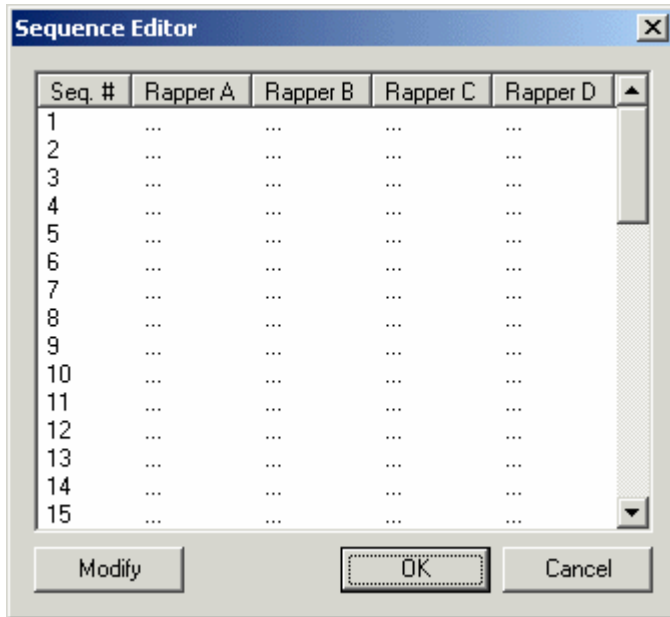 Sequence Editor
Seq. # Rapper A Rapper B Rapper C Rapper D
1 ... ... ... ...
2 ... ... ... ...
3 ... ... ... ...
4 ... ... ... ...
5 ... ... ... ...
6 ... ... ... ...
7 ... ... ... ...
8 ... ... ... ...
9 ... ... ... ...
10 ... ... ... ...
11 ... ... ... ...
12 ... ... ... ...
13 ... ... ... ...
14 ... ... ... ...
15 ... ... ... ...
Modify OK Cancel